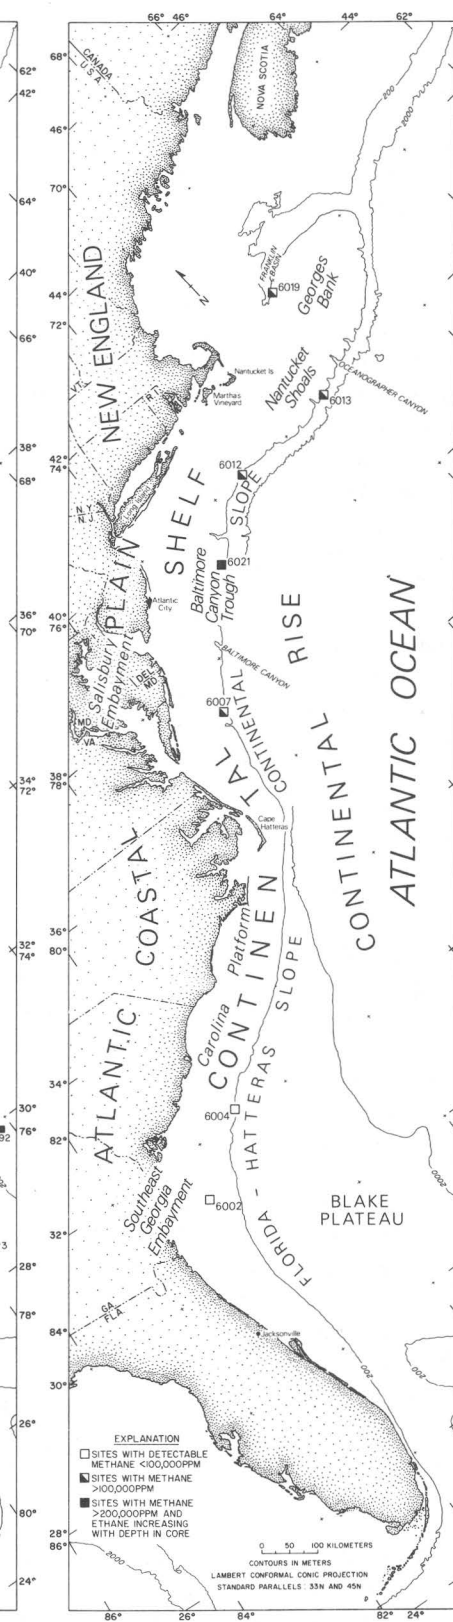 66° 46° 64° 44° 62°
68°
CANADA
U S A
62°
42°
NOVA SCOTIA
200
2000
46°
70°
64°
FRANKLIN
BASIN
6019
Georges
Bank
40°
44°
72°
66°
NEW ENGLAND
N
Nantucket Is
Marthas
Vineyard
Nantucket
Shoals
OCEANOGRAPHER CANYON
6013
VT.
R.I.
38°
68°
42°
74°
6012
SLOPE
SHELF
Long Island
N.Y.
N.J.
6021
Baltimore
Canyon
Trough
RISE
PLAIN
Atlantic
City
36°
70°
40°
76°
Salisbury
Embayment
DEL
MD
BALTIMORE CANYON
MD
VA
6007
CONTINENTAL
34°
72°
38°
78°
Cape
Hatteras
CONTINENTAL
ATLANTIC OCEAN
COASTAL
CONTINENTAL
Carolina Platform
36°
80°
32°
74°
FLORIDA - HATTERAS SLOPE
ATLANTIC
34°
30°
76°
82°
6004
2000
92
Southeast
Georgia
Embayment
6002
BLAKE
PLATEAU
3
32°
28°
GA
FLA
78°
84°
Jacksonville
200
30°
26°
EXPLANATION
SITES WITH DETECTABLE
METHANE <100,000PPM
SITES WITH METHANE
>100,000PPM
SITES WITH METHANE
>200,000PPM AND
ETHANE INCREASING
WITH DEPTH IN CORE
80°
28°
86°
2000
200
0 50 100 KILOMETERS
CONTOURS IN METERS
LAMBERT CONFORMAL CONIC PROJECTION
STANDARD PARALLELS: 33N AND 45N
24°
86° 26° 84° 82° 24°